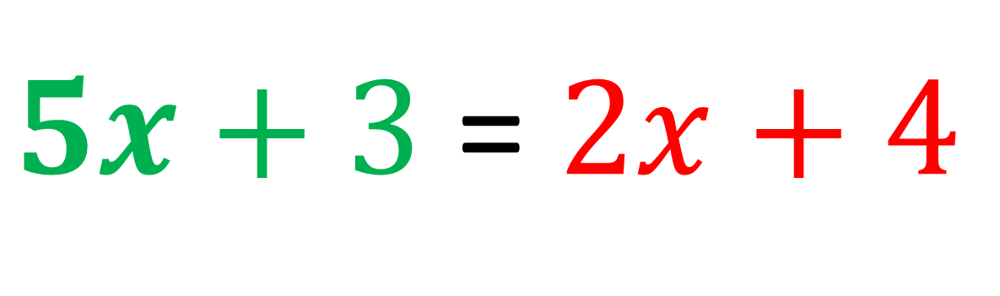 5x + 3 = 2x + 4